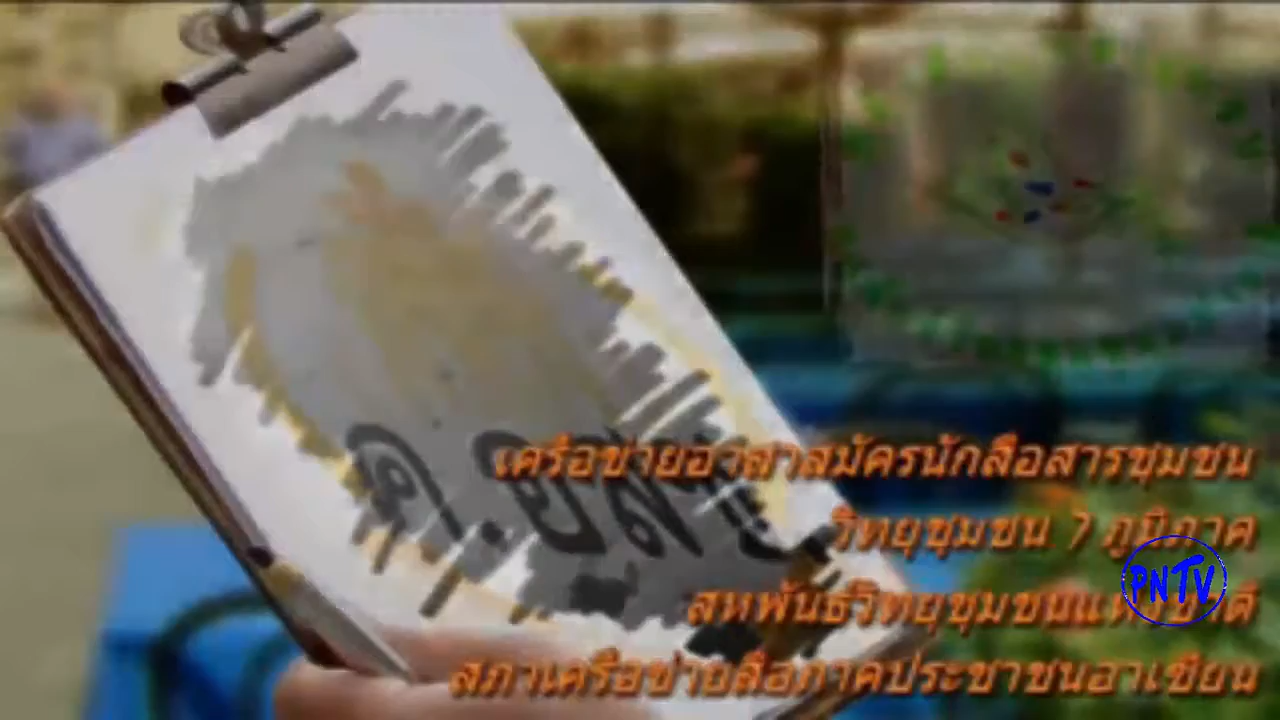 เครือข่ายอาสาสมัครนักสื่อสารชุมชน
วิทยุชุมชน 7 ภูมิภาค
สหพันธ์วิทยุชุมชนแห่งชาติ
PNTV
สภาเครือข่ายสื่อภาคประชาชนอาเซียน